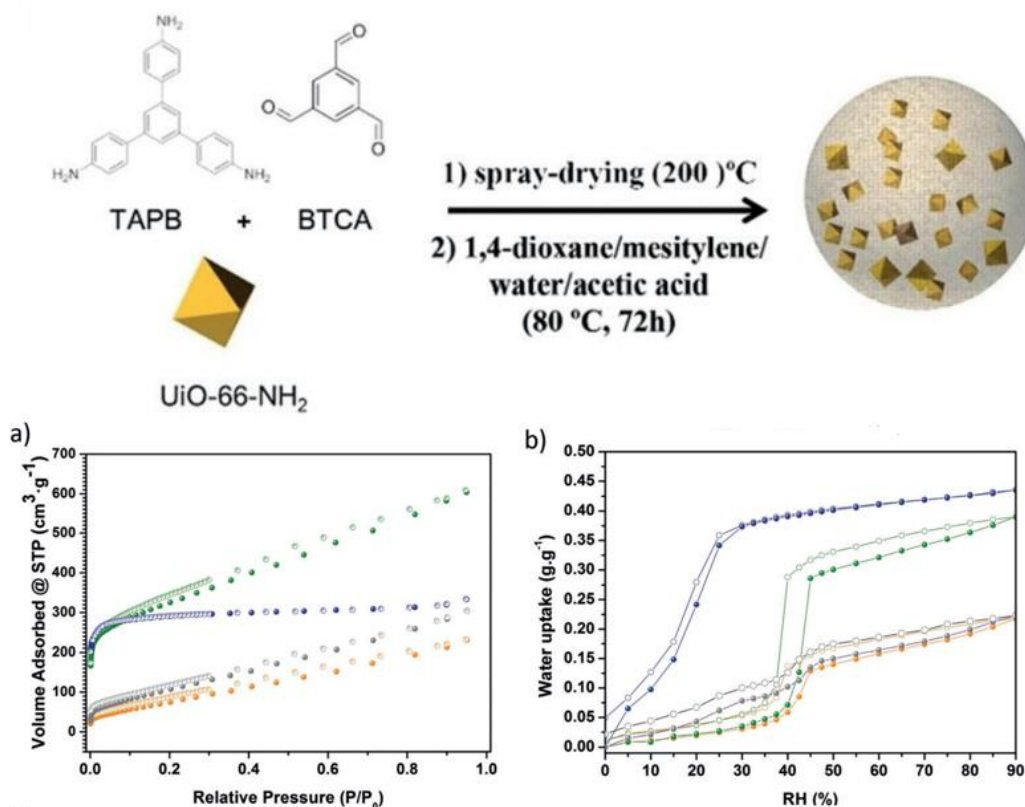 NH₂
H₂N
NH₂
O
O
O
TAPB + BTCA
UiO-66-NH₂
1) spray-drying (200 )ºC
2) 1,4-dioxane/mesitylene/
water/acetic acid
(80 ºC, 72h)
a)
Volume Adsorbed @ STP (cm³·g⁻¹)
700
600
500
400
300
200
100
0
0.0 0.2 0.4 0.6 0.8 1.0
Relative Pressure (P/P₀)
b)
Water uptake (g.g⁻¹)
0.50
0.45
0.40
0.35
0.30
0.25
0.20
0.15
0.10
0.05
0.00
0 10 20 30 40 50 60 70 80 90
RH (%)